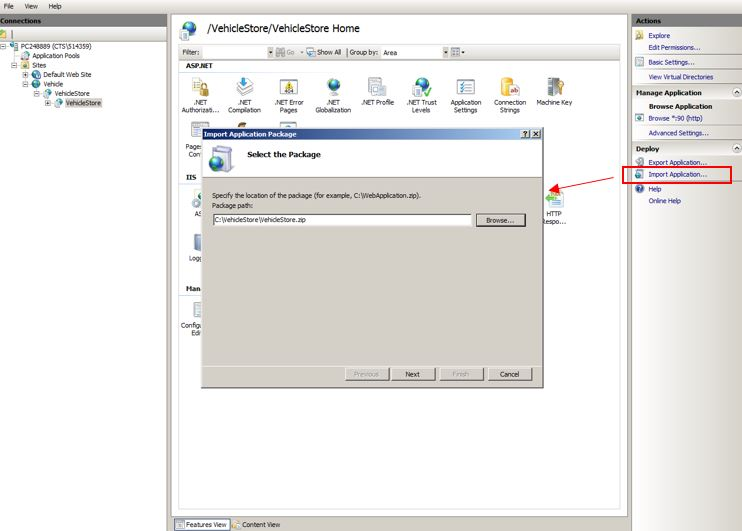 File View Help
Connections
PC248889 (CTS\514359)
Application Pools
Sites
Default Web Site
Vehicle
VehicleStore
VehicleStore
/VehicleStore/VehicleStore Home
Filter: Go Show All Group by: Area
ASP.NET
.NET Authorizati...
.NET Compilation
.NET Error Pages
.NET Globalization
.NET Profile
.NET Trust Levels
Application Settings
Connection Strings
Machine Key
Pages
Cont
IIS
AS
HTTP Respo...
Logg
Mana
Configu
Edi
Import Application Package
Select the Package
Specify the location of the package (for example, C:\WebApplication.zip).
Package path:
C:\VehicleStore\VehicleStore.zip
Browse...
Previous Next Finish Cancel
Features View Content View
Actions
Explore
Edit Permissions...
Basic Settings...
View Virtual Directories
Manage Application
Browse Application
Browse *:90 (http)
Advanced Settings...
Deploy
Export Application...
Import Application...
Help
Online Help